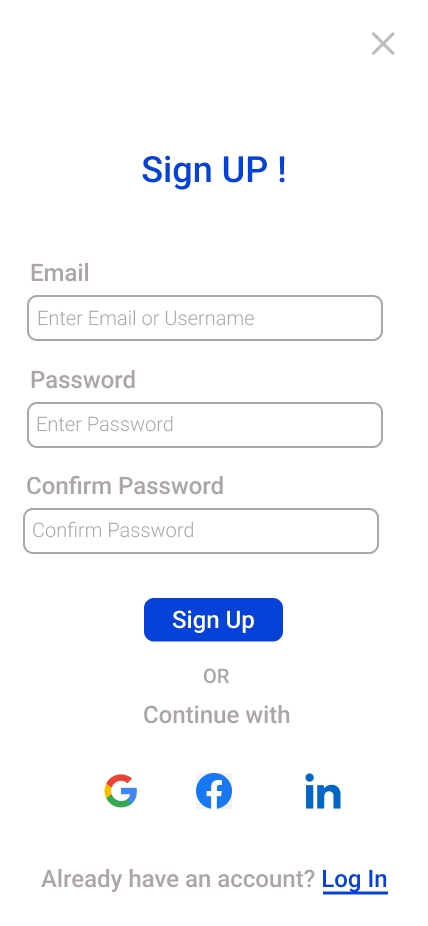 Sign UP !
Email
Enter Email or Username
Password
Enter Password
Confirm Password
Confirm Password
Sign Up
OR
Continue with
in
Already have an account? Log In